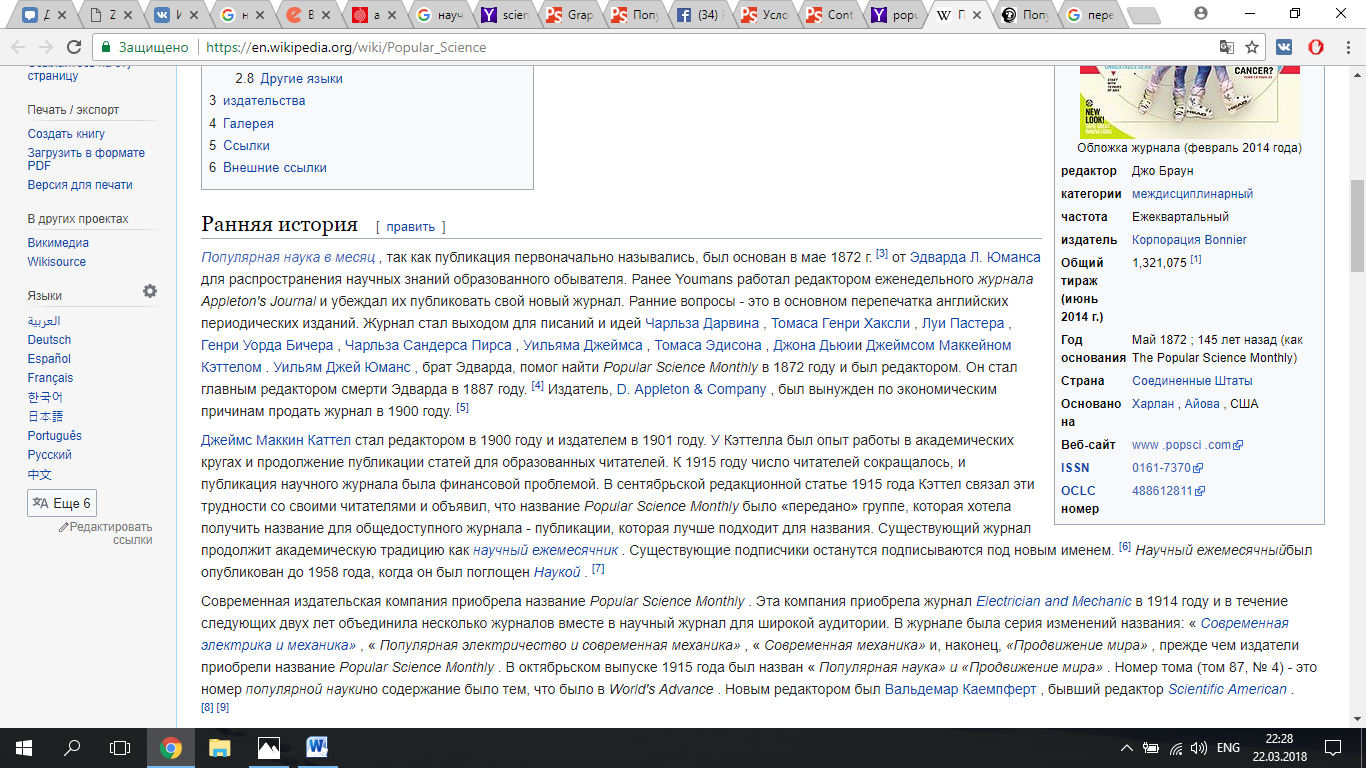 Д
Z
И
н
В
а
науч
scien
Grap
Попу
(34)
Усло
Cont
popu
П
Попу
пере
Защищено
https://en.wikipedia.org/wiki/Popular_Science
страницу
Печать / экспорт
Создать книгу
Загрузить в формате
PDF
Версия для печати
В других проектах
Викимедиа
Wikisource
Языки
العربية
Deutsch
Español
Français
한국어
日本語
Português
Русский
中文
Еще 6
Редактировать
ссылки
2.8 Другие языки
3 издательства
4 Галерея
5 Ссылки
6 Внешние ссылки
Ранняя история [ править ]
Популярная наука в месяц , так как публикация первоначально назывались, был основан в мае 1872 г. [3] от Эдварда Л. Юманса
для распространения научных знаний образованного обывателя. Ранее Youmans работал редактором еженедельного журнала
Appleton's Journal и убеждал их публиковать свой новый журнал. Ранние вопросы - это в основном перепечатка английских
периодических изданий. Журнал стал выходом для писаний и идей Чарльза Дарвина , Томаса Генри Хаксли , Луи Пастера ,
Генри Уорда Бичера , Чарльза Сандерса Пирса , Уильяма Джеймса , Томаса Эдисона , Джона Дьюии Джеймсом Маккейном
Кэттелом . Уильям Джей Юманс , брат Эдварда, помог найти Popular Science Monthly в 1872 году и был редактором. Он стал
главным редактором смерти Эдварда в 1887 году. [4] Издатель, D. Appleton & Company , был вынужден по экономическим
причинам продать журнал в 1900 году. [5]
Джеймс Маккин Каттел стал редактором в 1900 году и издателем в 1901 году. У Кэттелла был опыт работы в академических
кругах и продолжение публикации статей для образованных читателей. К 1915 году число читателей сокращалось, и
публикация научного журнала была финансовой проблемой. В сентябрьской редакционной статье 1915 года Кэттел связал эти
трудности со своими читателями и объявил, что название Popular Science Monthly было «передано» группе, которая хотела
получить название для общедоступного журнала - публикации, которая лучше подходит для названия. Существующий журнал
продолжит академическую традицию как научный ежемесячник . Существующие подписчики останутся подписываются под новым именем. [6] Научный ежемесячныйбыл
опубликован до 1958 года, когда он был поглощен Наукой . [7]
Современная издательская компания приобрела название Popular Science Monthly . Эта компания приобрела журнал Electrician and Mechanic в 1914 году и в течение
следующих двух лет объединила несколько журналов вместе в научный журнал для широкой аудитории. В журнале была серия изменений названия: « Современная
электрика и механика» , « Популярная электричество и современная механика» , « Современная механика» и, наконец, «Продвижение мира» , прежде чем издатели
приобрели название Popular Science Monthly . В октябрьском выпуске 1915 года был назван « Популярная наука» и «Продвижение мира» . Номер тома (том 87, № 4) - это
номер популярной наукино содержание было тем, что было в World's Advance . Новым редактором был Вальдемар Каемпферт , бывший редактор Scientific American .
[8] [9]
CANCER?
NEW
LOOK!
HEAD
HEAD
Обложка журнала (февраль 2014 года)
редактор Джо Браун
категории междисциплинарный
частота Ежеквартальный
издатель Корпорация Bonnier
Общий 1,321,075 [1]
тираж
(июнь
2014 г.)
Год Май 1872 ; 145 лет назад (как
основания The Popular Science Monthly)
Страна Соединенные Штаты
Основано Харлан , Айова , США
на
Веб-сайт www .popsci .com
ISSN 0161-7370
OCLC 488612811
номер
ENG
22:28
22.03.2018